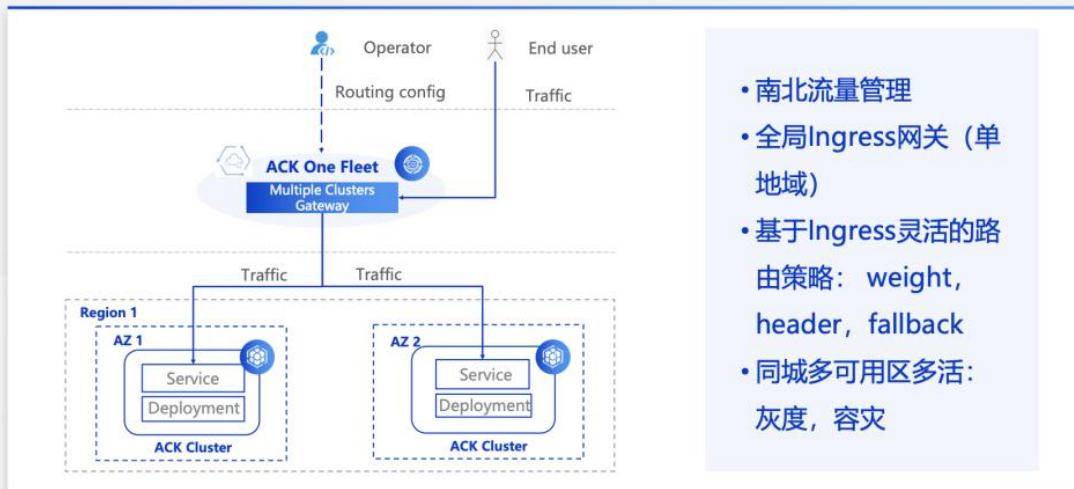 Operator
End user
Routing config
Traffic
ACK One Fleet
Multiple Clusters
Gateway
Traffic
Traffic
Region 1
AZ 1
Service
Deployment
ACK Cluster
AZ 2
Service
Deployment
ACK Cluster
• 南北流量管理
• 全局Ingress网关（单
地域）
• 基于Ingress灵活的路
由策略： weight，
header，fallback
• 同城多可用区多活：
灰度，容灾